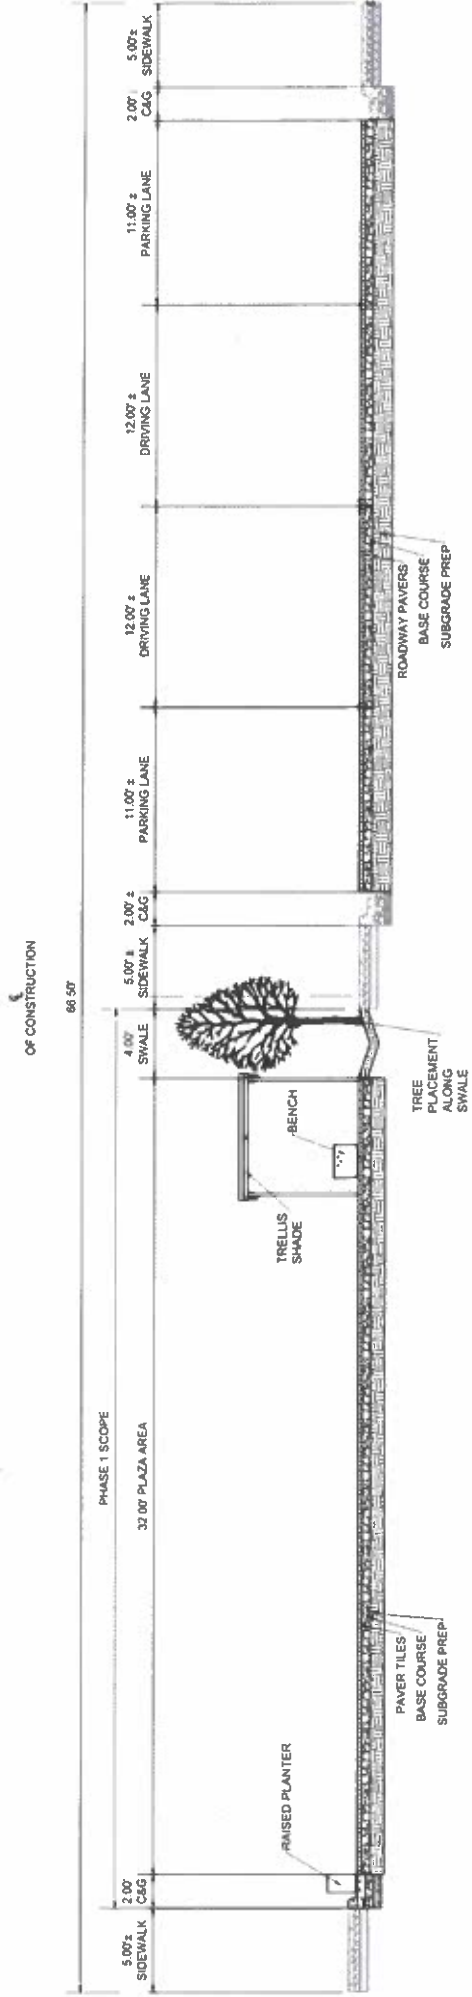 ℄
OF CONSTRUCTION
66.50'
PHASE 1 SCOPE
5.00'±
SIDEWALK
2.00'
C&G
32.00' PLAZA AREA
4.00'
SWALE
5.00'±
SIDEWALK
2.00'±
C&G
11.00'±
PARKING LANE
12.00'±
DRIVING LANE
12.00'±
DRIVING LANE
11.00'±
PARKING LANE
2.00'
C&G
5.00'±
SIDEWALK
RAISED PLANTER
TRELLIS
SHADE
BENCH
PAVER TILES
BASE COURSE
SUBGRADE PREP
TREE
PLACEMENT
ALONG
SWALE
ROADWAY PAVERS
BASE COURSE
SUBGRADE PREP